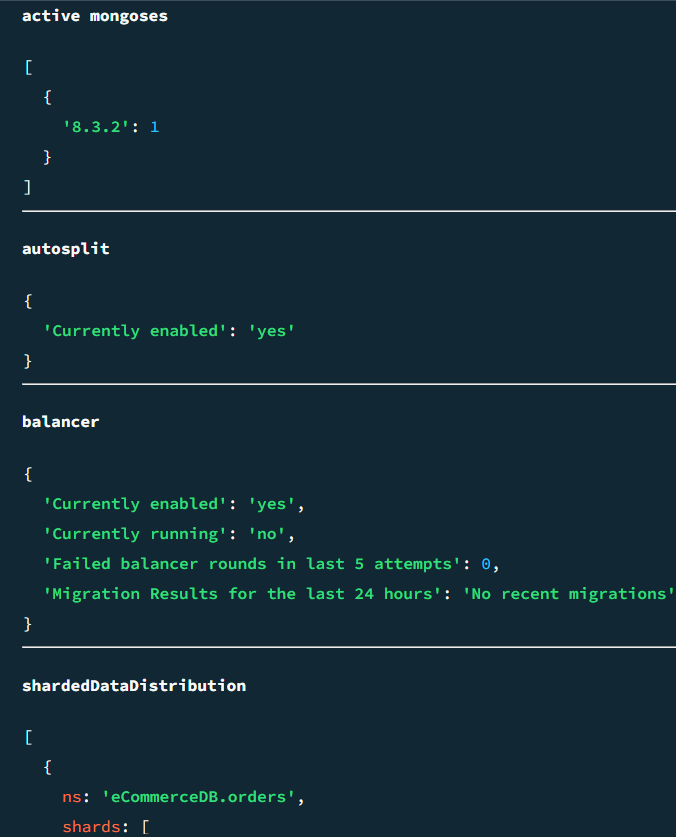 active mongoses
[
{
'8.3.2': 1
}
]
autosplit
{
'Currently enabled': 'yes'
}
balancer
{
'Currently enabled': 'yes',
'Currently running': 'no',
'Failed balancer rounds in last 5 attempts': 0,
'Migration Results for the last 24 hours': 'No recent migrations'
}
shardedDataDistribution
[
{
ns: 'eCommerceDB.orders',
shards: [